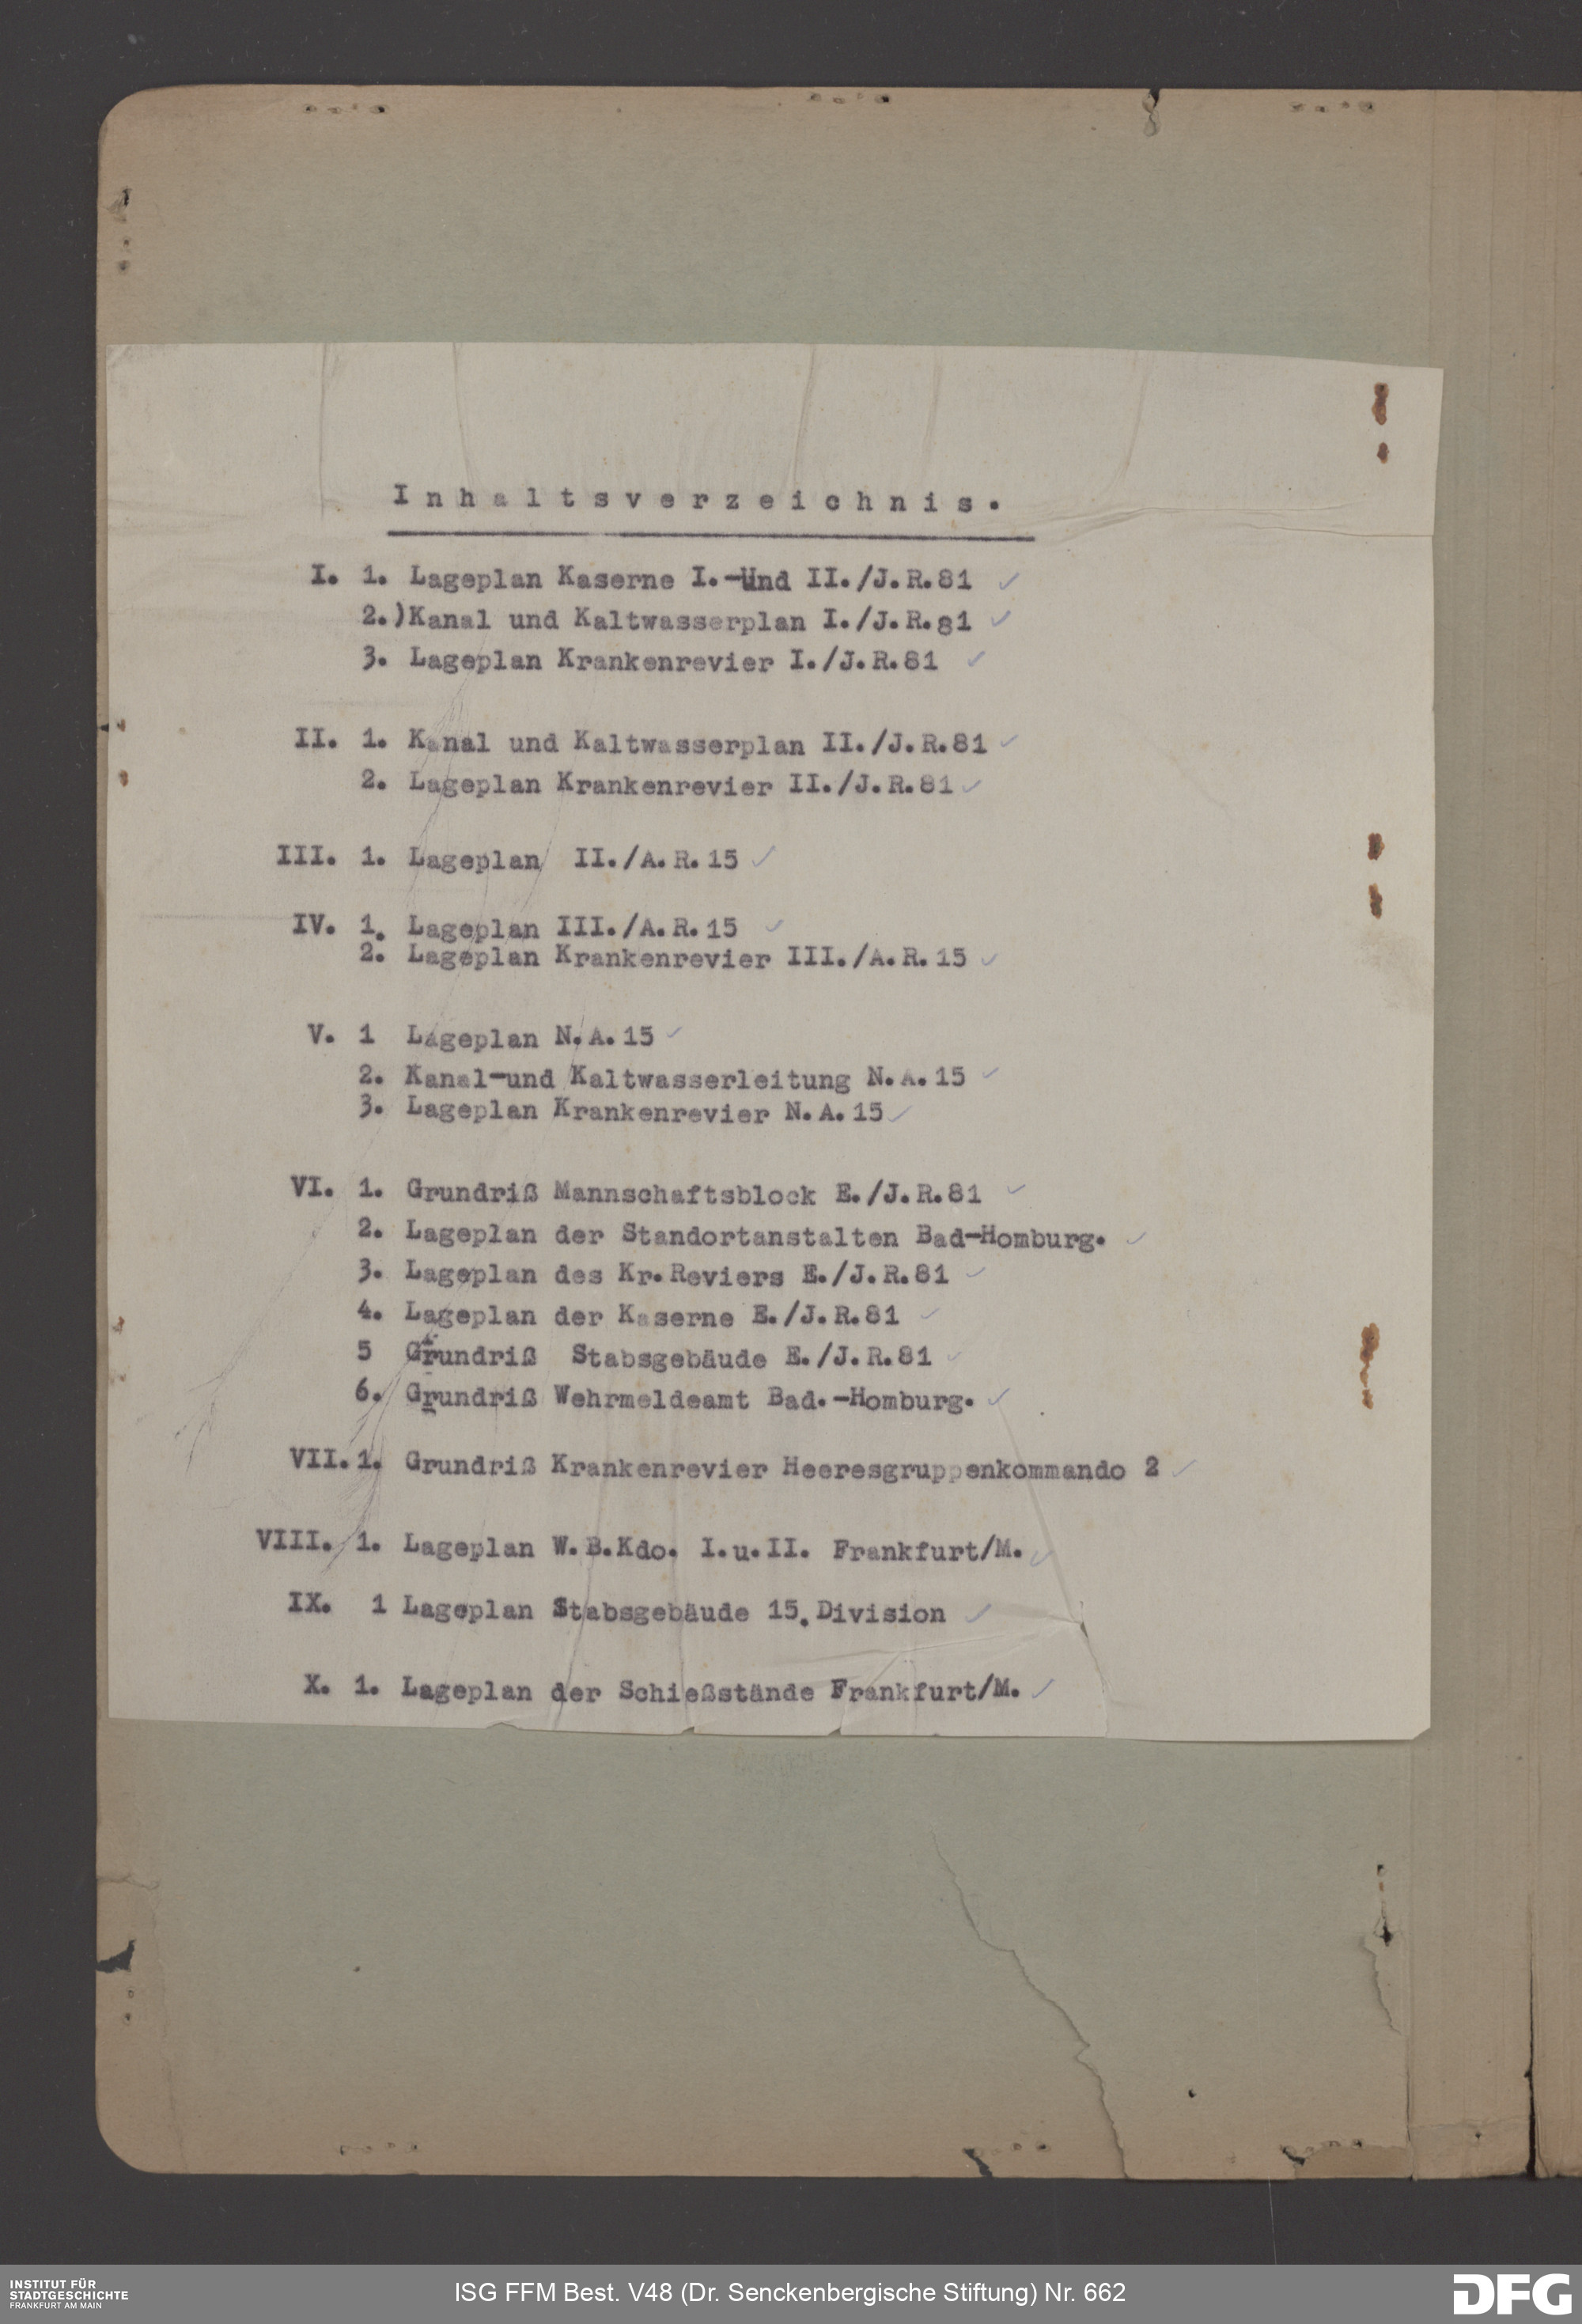 Inhaltsverzeichnis.
I. 1. Lageplan Kaserne I.-Und II./J.R.81
2.)Kanal und Kaltwasserplan I./J.R.81
3. Lageplan Krankenrevier I./J.R.81
II. 1. Kanal und Kaltwasserplan II./J.R.81
2. Lageplan Krankenrevier II./J.R.81
III. 1. Lageplan II./A.R.15
IV. 1. Lageplan III./A.R.15
2. Lageplan Krankenrevier III./A.R.15
V. 1 Lageplan N.A.15
2. Kanal-und Kaltwasserleitung N.A.15
3. Lageplan Krankenrevier N.A.15
VI. 1. Grundriß Mannschaftsblock E./J.R.81
2. Lageplan der Standortanstalten Bad-Homburg.
3. Lageplan des Kr.Reviers E./J.R.81
4. Lageplan der Kaserne E./J.R.81
5 Grundriß Stabsgebäude E./J.R.81
6. Grundriß Wehrmeldeamt Bad.-Homburg.
VII. 1. Grundriß Krankenrevier Heeresgruppenkommando 2
VIII. 1. Lageplan W.B.Kdo. I.u.II. Frankfurt/M.
IX. 1 Lageplan Stabsgebäude 15.Division
X. 1. Lageplan der Schießstände Frankfurt/M.
INSTITUT FÜR
STADTGESCHICHTE
FRANKFURT AM MAIN
ISG FFM Best. V48 (Dr. Senckenbergische Stiftung) Nr. 662
DFG